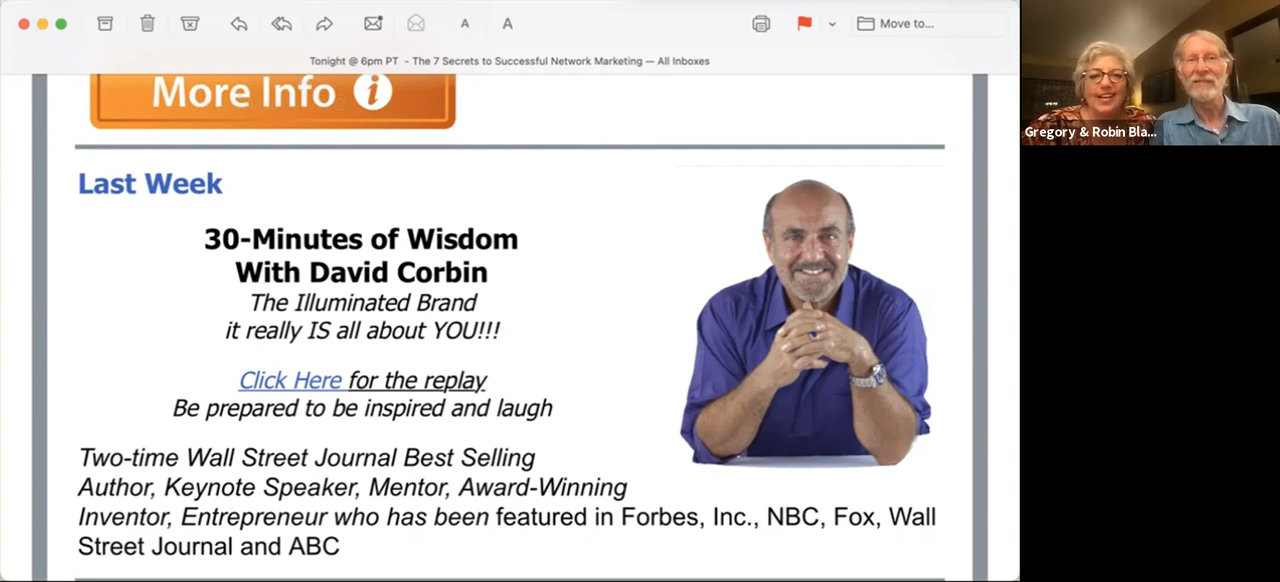 A
A
Move to...
Tonight @ 6pm PT - The 7 Secrets to Successful Network Marketing — All Inboxes
More Info i
Last Week
30-Minutes of Wisdom
With David Corbin
The Illuminated Brand
it really IS all about YOU!!!
Click Here for the replay
Be prepared to be inspired and laugh
Two-time Wall Street Journal Best Selling
Author, Keynote Speaker, Mentor, Award-Winning
Inventor, Entrepreneur who has been featured in Forbes, Inc., NBC, Fox, Wall
Street Journal and ABC
Gregory & Robin Bla...